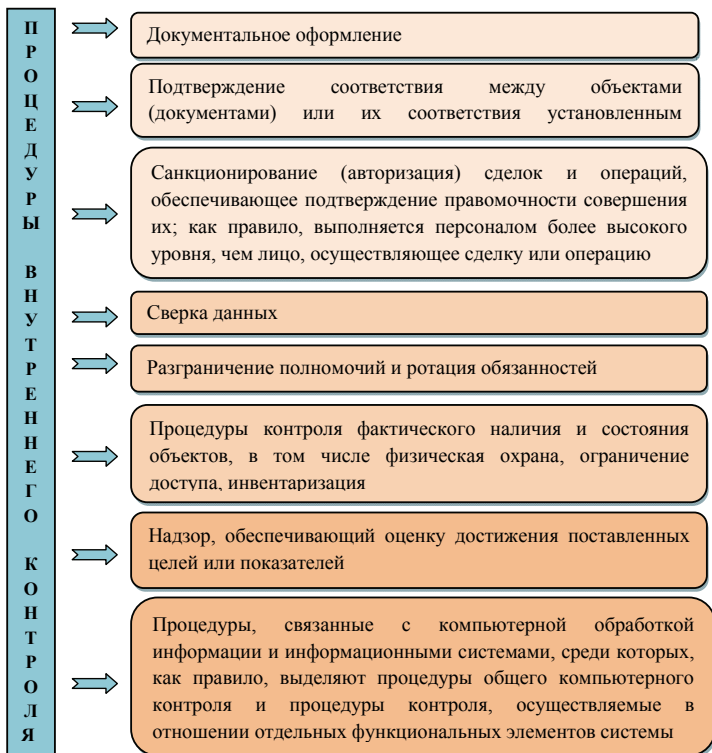 ПРОЦЕДУРЫ ВНУТРЕННЕГО КОНТРОЛЯ
Документальное оформление
Подтверждение соответствия между объектами
(документами) или их соответствия установленным
Санкционирование (авторизация) сделок и операций,
обеспечивающее подтверждение правомочности совершения
их; как правило, выполняется персоналом более высокого
уровня, чем лицо, осуществляющее сделку или операцию
Сверка данных
Разграничение полномочий и ротация обязанностей
Процедуры контроля фактического наличия и состояния
объектов, в том числе физическая охрана, ограничение
доступа, инвентаризация
Надзор, обеспечивающий оценку достижения поставленных
целей или показателей
Процедуры, связанные с компьютерной обработкой
информации и информационными системами, среди которых,
как правило, выделяют процедуры общего компьютерного
контроля и процедуры контроля, осуществляемые в
отношении отдельных функциональных элементов системы